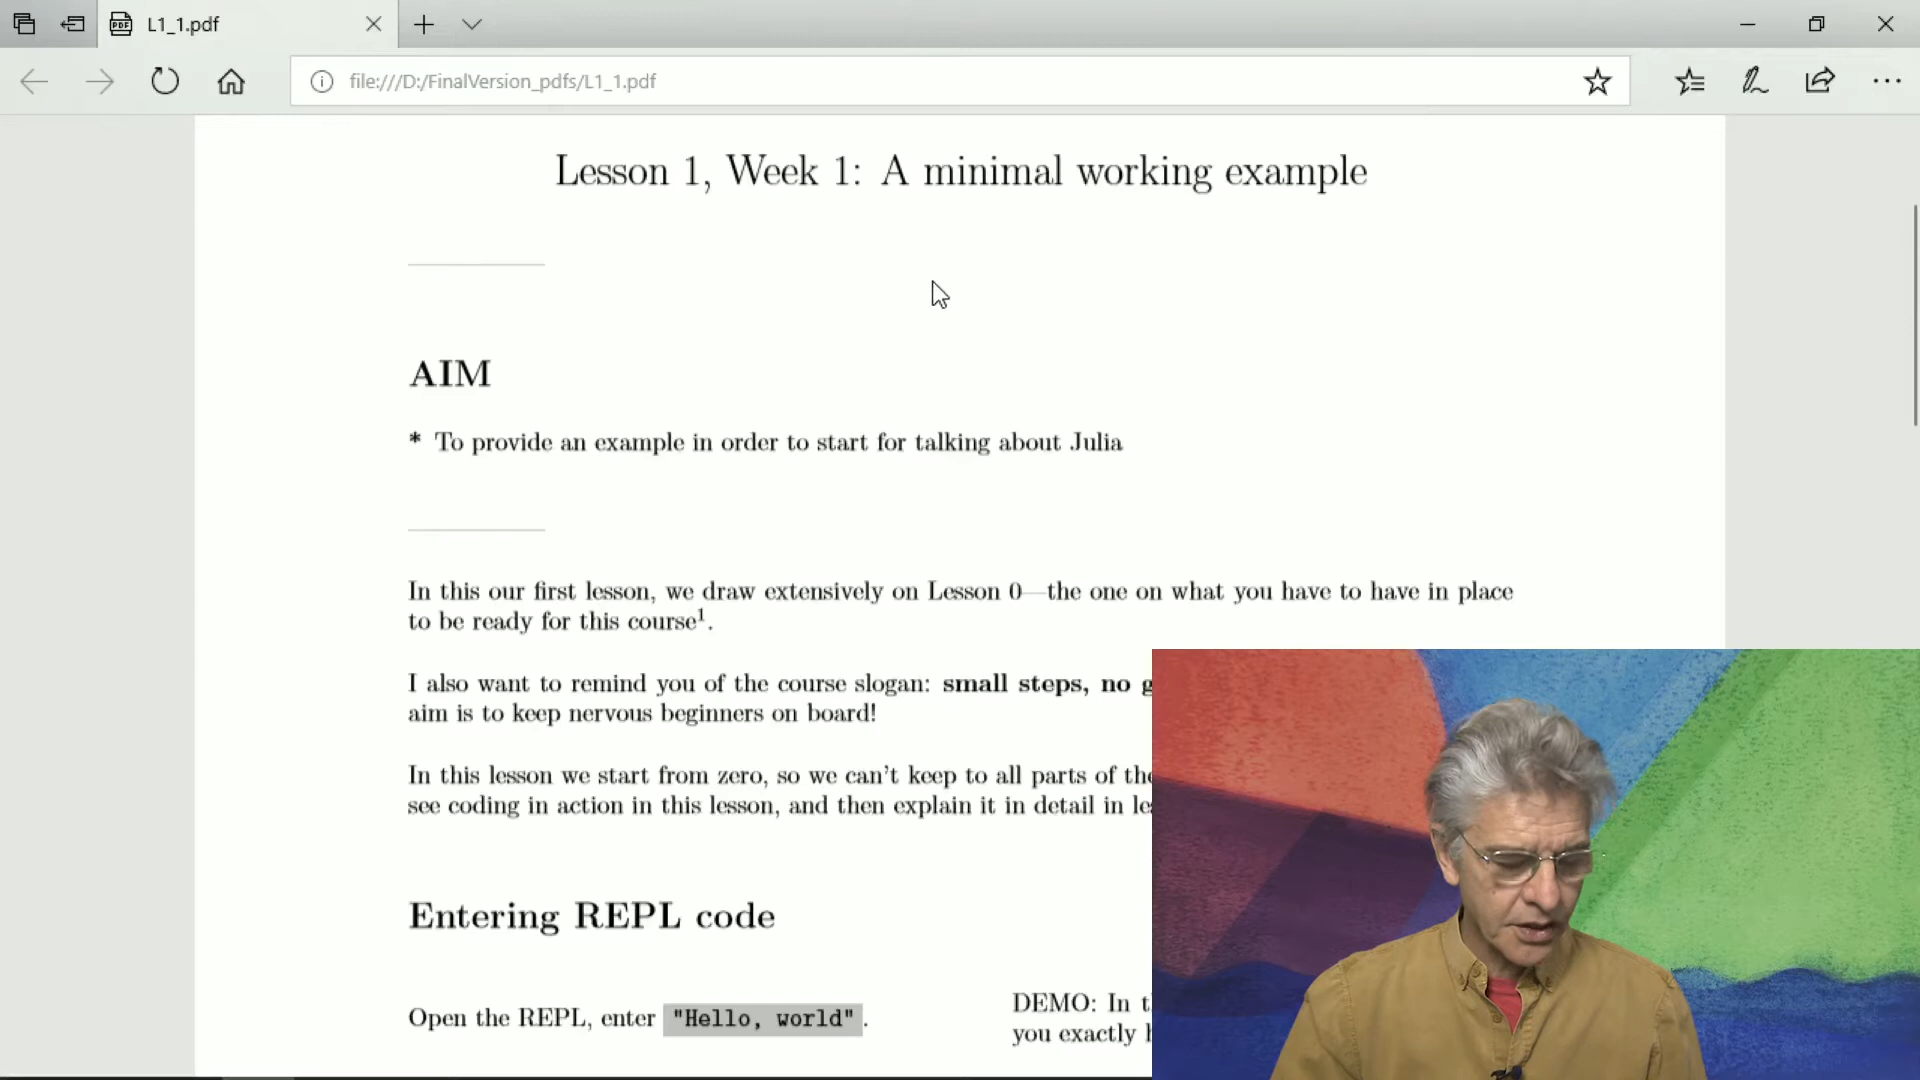 L1_1.pdf
file:///D:/FinalVersion_pdfs/L1_1.pdf
Lesson 1, Week 1: A minimal working example
AIM
* To provide an example in order to start for talking about Julia
In this our first lesson, we draw extensively on Lesson 0—the one on what you have to have in place
to be ready for this course1.
I also want to remind you of the course slogan: small steps, no g
aim is to keep nervous beginners on board!
In this lesson we start from zero, so we can't keep to all parts of the
see coding in action in this lesson, and then explain it in detail in le
Entering REPL code
Open the REPL, enter "Hello, world".
DEMO: In t
you exactly h